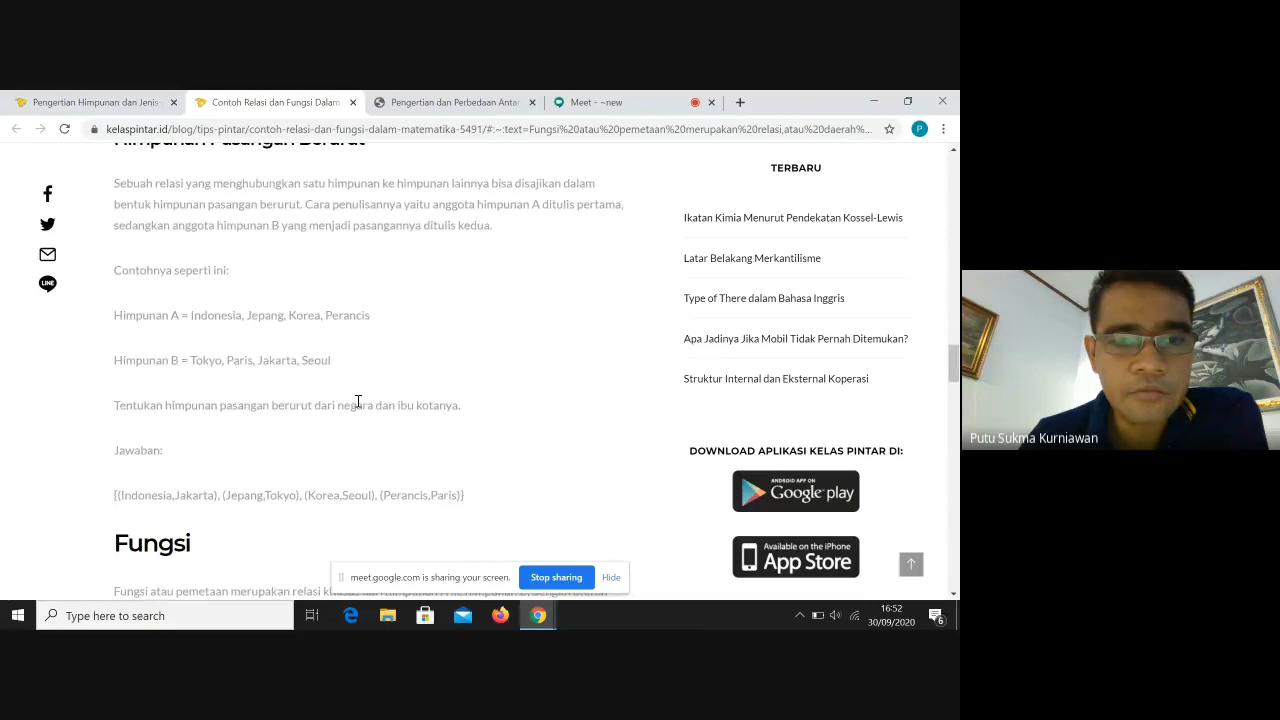 Pengertian Himpunan dan Jenis-
Contoh Relasi dan Fungsi Dalam
Pengertian dan Perbedaan Antar
Meet - ~new
kelaspintar.id/blog/tips-pintar/contoh-relasi-dan-fungsi-dalam-matematika-5491/#:~:text=Fungsi%20atau%20pemetaan%20merupakan%20relasi,atau%20daerah%...
P
Himpunan Pasangan Berurut
Sebuah relasi yang menghubungkan satu himpunan ke himpunan lainnya bisa disajikan dalam
bentuk himpunan pasangan berurut. Cara penulisannya yaitu anggota himpunan A ditulis pertama,
sedangkan anggota himpunan B yang menjadi pasangannya ditulis kedua.
Contohnya seperti ini:
Himpunan A = Indonesia, Jepang, Korea, Perancis
Himpunan B = Tokyo, Paris, Jakarta, Seoul
Tentukan himpunan pasangan berurut dari negara dan ibu kotanya.
Jawaban:
{(Indonesia,Jakarta), (Jepang,Tokyo), (Korea,Seoul), (Perancis,Paris)}
Fungsi
Fungsi atau pemetaan merupakan relasi
LINE
TERBARU
Ikatan Kimia Menurut Pendekatan Kossel-Lewis
Latar Belakang Merkantilisme
Type of There dalam Bahasa Inggris
Apa Jadinya Jika Mobil Tidak Pernah Ditemukan?
Struktur Internal dan Eksternal Koperasi
DOWNLOAD APLIKASI KELAS PINTAR DI:
ANDROID APP ON
Google play
Available on the iPhone
App Store
meet.google.com is sharing your screen.
Stop sharing
Hide
Type here to search
16:52
30/09/2020
6
Putu Sukma Kurniawan